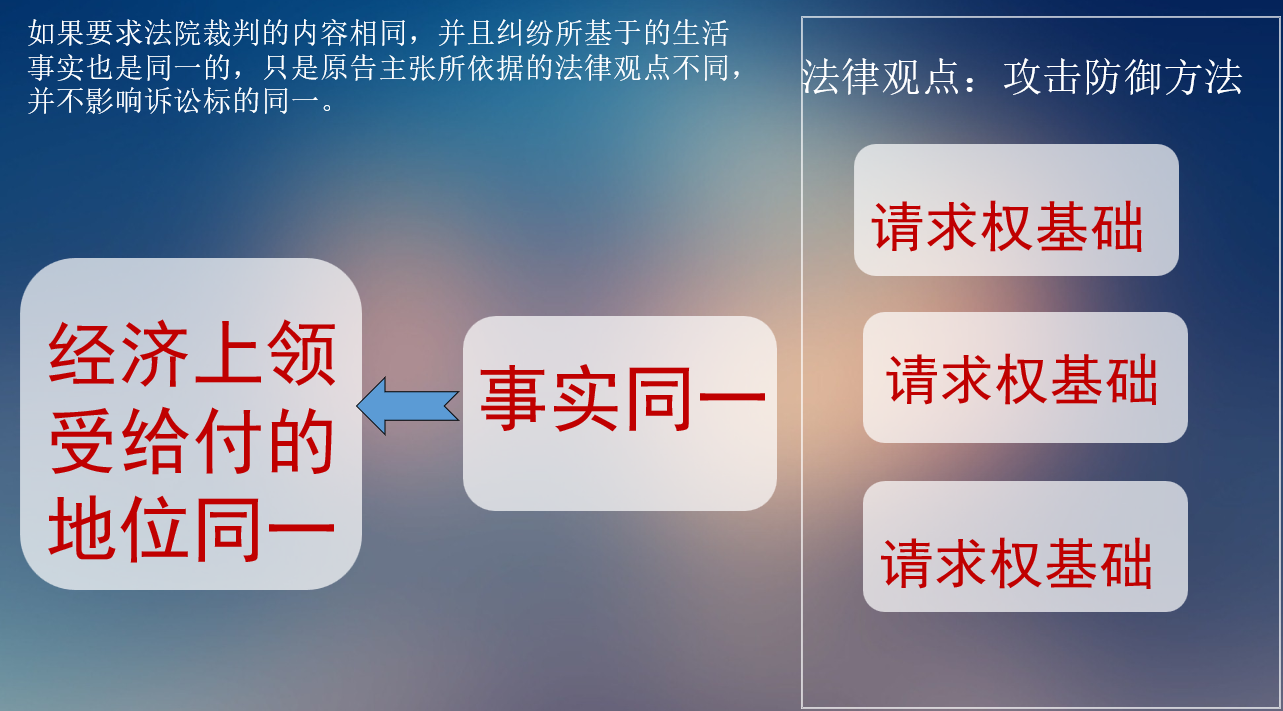 如果要求法院裁判的内容相同，并且纠纷所基于的生活
事实也是同一的，只是原告主张所依据的法律观点不同，
并不影响诉讼标的同一。
法律观点：攻击防御方法
请求权基础
经济上领
受给付的
地位同一
事实同一
请求权基础
请求权基础